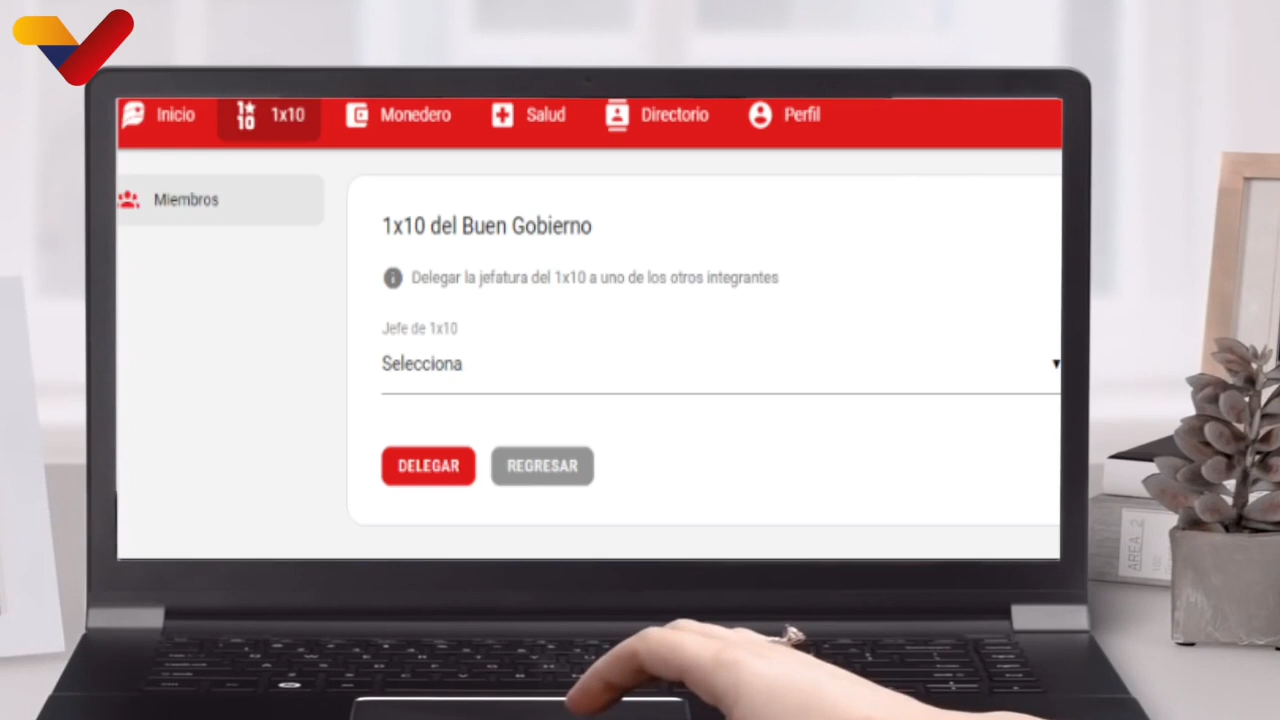 Inicio
1x10
1x10
Monedero
Salud
Directorio
Perfil
Miembros
1x10 del Buen Gobierno
Delegar la jefatura del 1x10 a uno de los otros integrantes
Jefe de 1x10
Selecciona
DELEGAR
REGRESAR
AREA 2